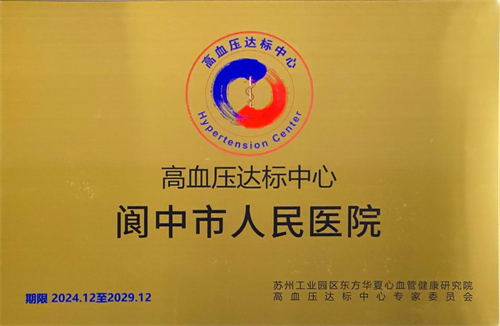 高血压达标中心
Hypertension Center
高血压达标中心
阆中市人民医院
苏州工业园区东方华夏心血管健康研究院
期限 2024.12至2029.12
高血压达标中心专家委员会